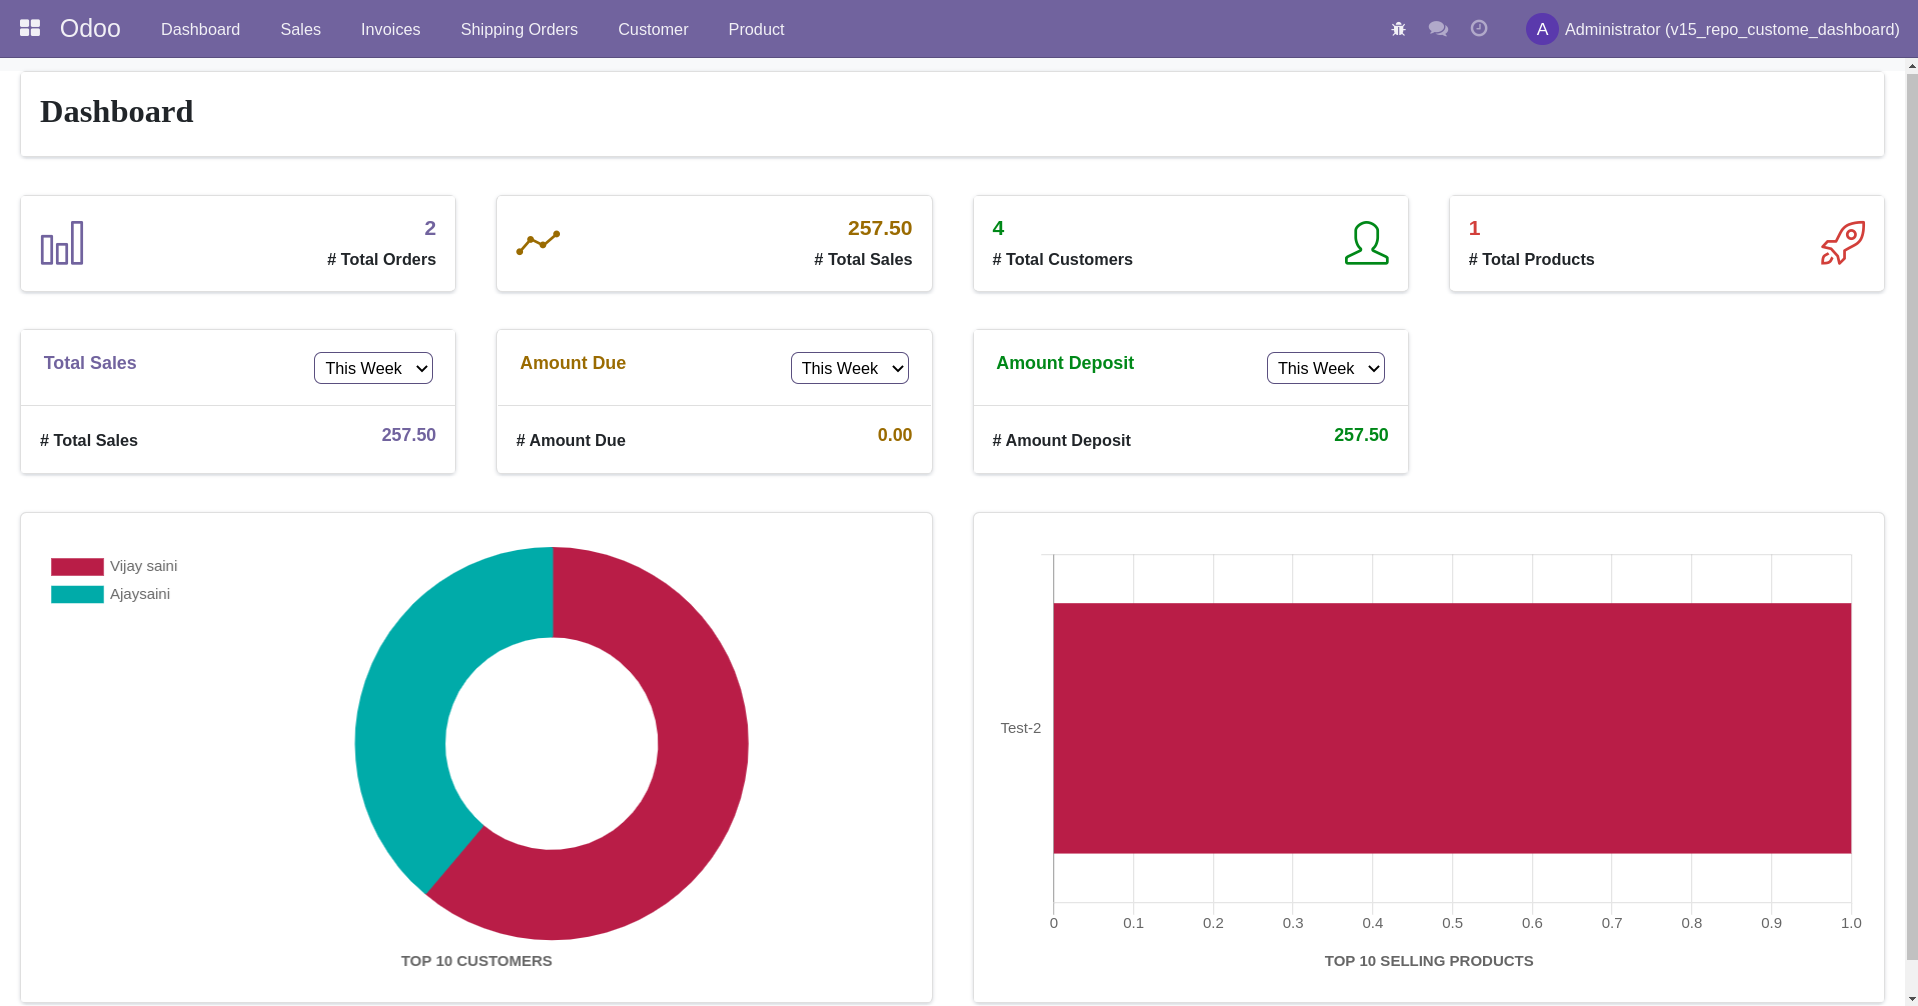 Odoo Dashboard Sales Invoices Shipping Orders Customer Product A Administrator (v15_repo_custome_dashboard)
Dashboard
2
# Total Orders
257.50
# Total Sales
4
# Total Customers
1
# Total Products
Total Sales This Week
# Total Sales 257.50
Amount Due This Week
# Amount Due 0.00
Amount Deposit This Week
# Amount Deposit 257.50
Vijay saini
Ajaysaini
TOP 10 CUSTOMERS
Test-2
0 0.1 0.2 0.3 0.4 0.5 0.6 0.7 0.8 0.9 1.0
TOP 10 SELLING PRODUCTS